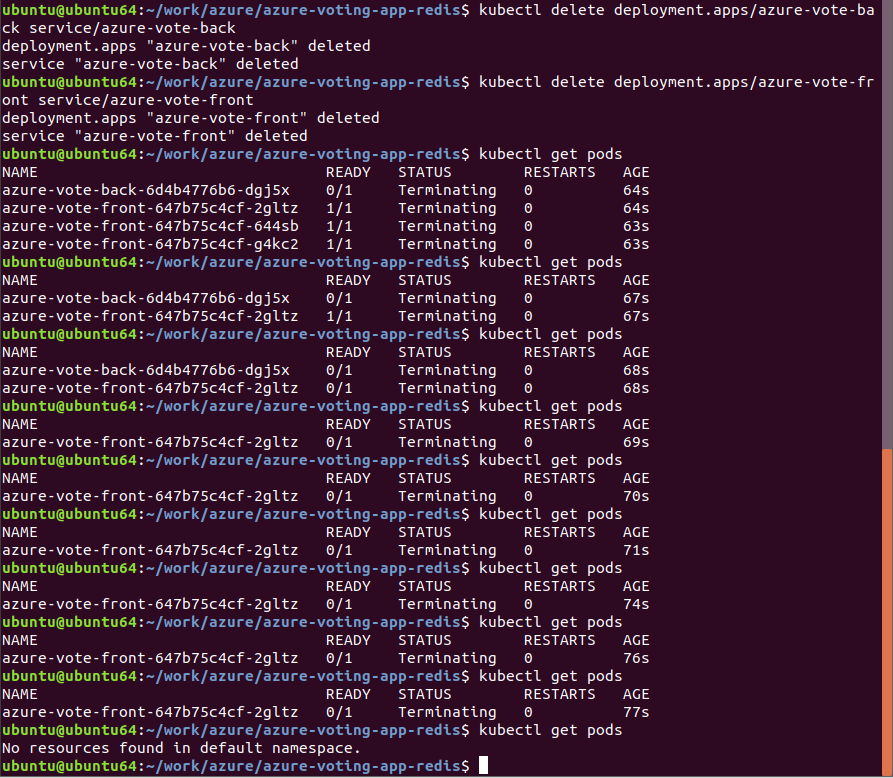 ubuntu@ubuntu64:~/work/azure/azure-voting-app-redis$ kubectl delete deployment.apps/azure-vote-ba
ck service/azure-vote-back
deployment.apps "azure-vote-back" deleted
service "azure-vote-back" deleted
ubuntu@ubuntu64:~/work/azure/azure-voting-app-redis$ kubectl delete deployment.apps/azure-vote-fr
ont service/azure-vote-front
deployment.apps "azure-vote-front" deleted
service "azure-vote-front" deleted
ubuntu@ubuntu64:~/work/azure/azure-voting-app-redis$ kubectl get pods
NAME                                READY   STATUS        RESTARTS   AGE
azure-vote-back-6d4b4776b6-dgj5x    0/1     Terminating   0          64s
azure-vote-front-647b75c4cf-2gltz   1/1     Terminating   0          64s
azure-vote-front-647b75c4cf-644sb   1/1     Terminating   0          63s
azure-vote-front-647b75c4cf-g4kc2   1/1     Terminating   0          63s
ubuntu@ubuntu64:~/work/azure/azure-voting-app-redis$ kubectl get pods
NAME                                READY   STATUS        RESTARTS   AGE
azure-vote-back-6d4b4776b6-dgj5x    0/1     Terminating   0          67s
azure-vote-front-647b75c4cf-2gltz   1/1     Terminating   0          67s
ubuntu@ubuntu64:~/work/azure/azure-voting-app-redis$ kubectl get pods
NAME                                READY   STATUS        RESTARTS   AGE
azure-vote-back-6d4b4776b6-dgj5x    0/1     Terminating   0          68s
azure-vote-front-647b75c4cf-2gltz   0/1     Terminating   0          68s
ubuntu@ubuntu64:~/work/azure/azure-voting-app-redis$ kubectl get pods
NAME                                READY   STATUS        RESTARTS   AGE
azure-vote-front-647b75c4cf-2gltz   0/1     Terminating   0          69s
ubuntu@ubuntu64:~/work/azure/azure-voting-app-redis$ kubectl get pods
NAME                                READY   STATUS        RESTARTS   AGE
azure-vote-front-647b75c4cf-2gltz   0/1     Terminating   0          70s
ubuntu@ubuntu64:~/work/azure/azure-voting-app-redis$ kubectl get pods
NAME                                READY   STATUS        RESTARTS   AGE
azure-vote-front-647b75c4cf-2gltz   0/1     Terminating   0          71s
ubuntu@ubuntu64:~/work/azure/azure-voting-app-redis$ kubectl get pods
NAME                                READY   STATUS        RESTARTS   AGE
azure-vote-front-647b75c4cf-2gltz   0/1     Terminating   0          74s
ubuntu@ubuntu64:~/work/azure/azure-voting-app-redis$ kubectl get pods
NAME                                READY   STATUS        RESTARTS   AGE
azure-vote-front-647b75c4cf-2gltz   0/1     Terminating   0          76s
ubuntu@ubuntu64:~/work/azure/azure-voting-app-redis$ kubectl get pods
NAME                                READY   STATUS        RESTARTS   AGE
azure-vote-front-647b75c4cf-2gltz   0/1     Terminating   0          77s
ubuntu@ubuntu64:~/work/azure/azure-voting-app-redis$ kubectl get pods
No resources found in default namespace.
ubuntu@ubuntu64:~/work/azure/azure-voting-app-redis$